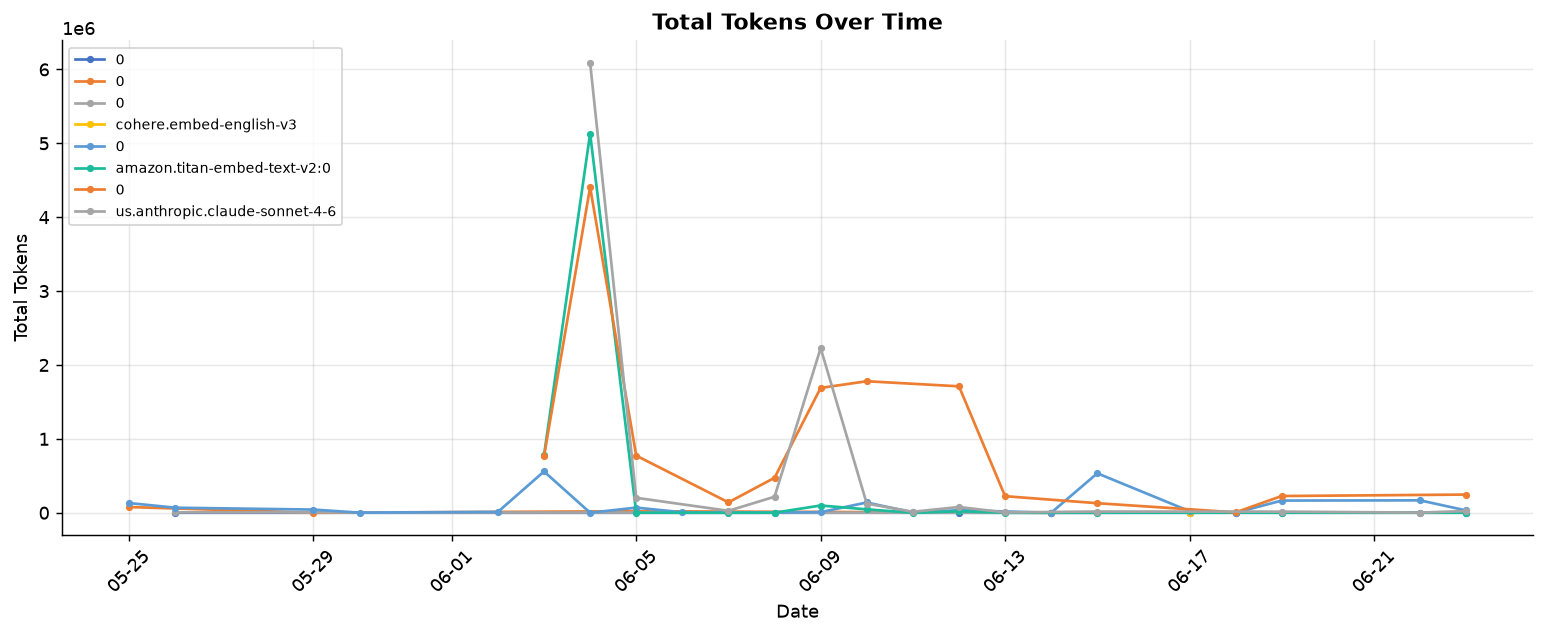 Total Tokens Over Time
1e6
0
0
0
cohere.embed-english-v3
0
amazon.titan-embed-text-v2:0
0
us.anthropic.claude-sonnet-4-6
6
5
4
3
2
1
0
Total Tokens
05-25
05-29
06-01
06-05
06-09
06-13
06-17
06-21
Date